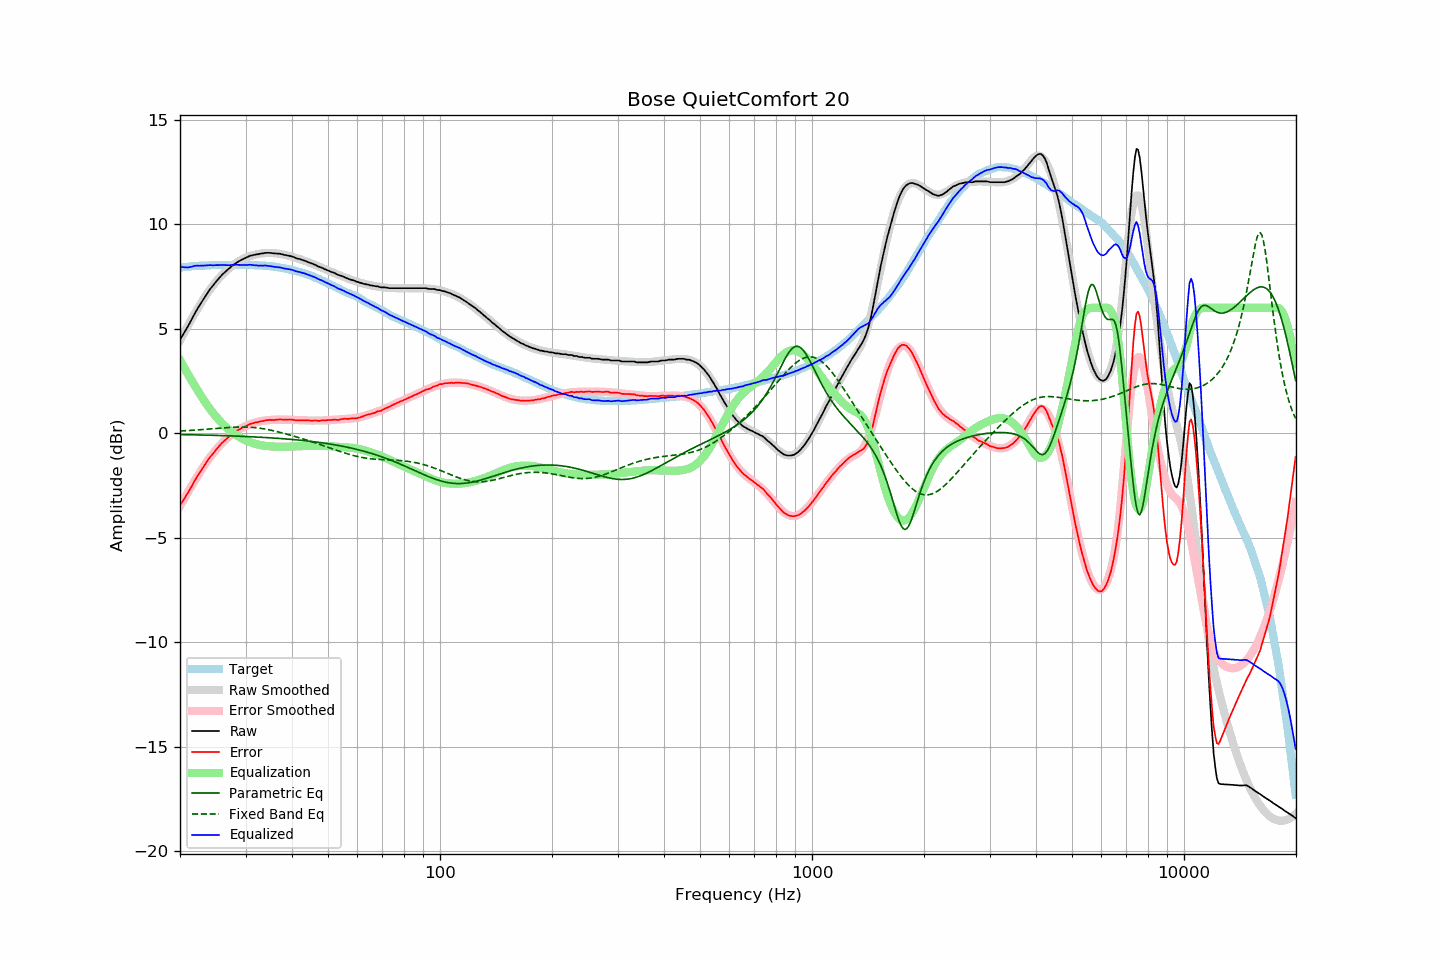 Bose QuietComfort 20
15
10
5
0
−5
−10
−15
−20
Amplitude (dBr)
Target
Raw Smoothed
Error Smoothed
Raw
Error
Equalization
Parametric Eq
Fixed Band Eq
Equalized
100
1000
10000
Frequency (Hz)